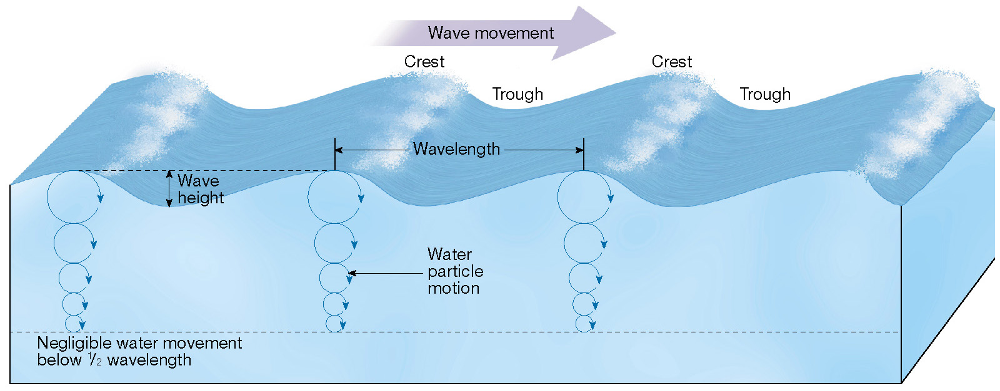 Wave movement
Crest
Crest
Trough
Trough
Wavelength
Wave
height
Water
particle
motion
Negligible water movement
below 1/2 wavelength